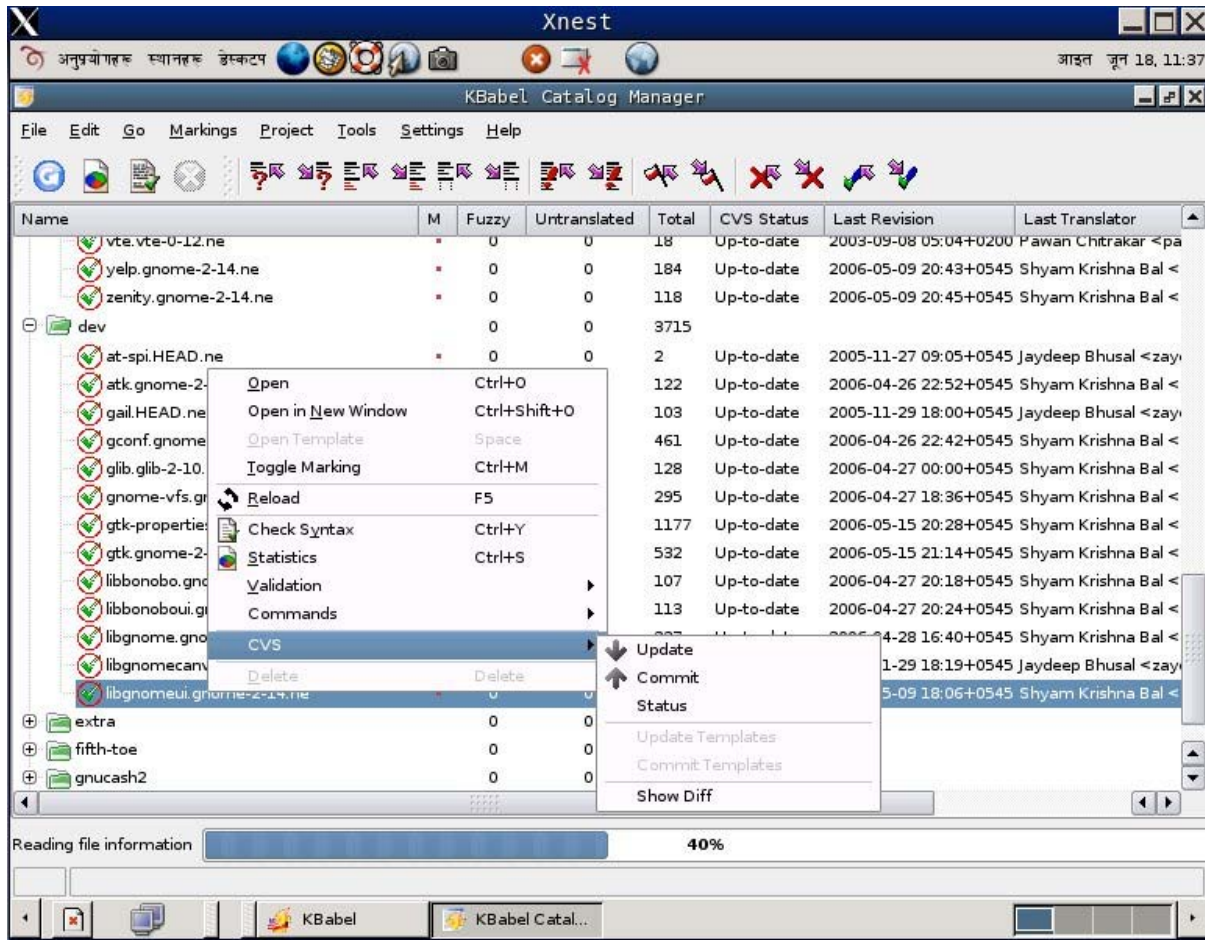 Xnest
अनुप्रयोगहरू स्थानहरू डेस्कटप आइत जून 18, 11:37
KBabel Catalog Manager
File Edit Go Markings Project Tools Settings Help
Name M Fuzzy Untranslated Total CVS Status Last Revision Last Translator
vte.vte-0-12.ne 0 0 18 Up-to-date 2003-09-08 05:04+0200 Pawan Chitrakar <pa
yelp.gnome-2-14.ne 0 0 184 Up-to-date 2006-05-09 20:43+0545 Shyam Krishna Bal <
zenity.gnome-2-14.ne 0 0 118 Up-to-date 2006-05-09 20:45+0545 Shyam Krishna Bal <
dev 0 0 3715
at-spi.HEAD.ne 0 0 2 Up-to-date 2005-11-27 09:05+0545 Jaydeep Bhusal <zay
atk.gnome-2- Open Ctrl+O 122 Up-to-date 2006-04-26 22:52+0545 Shyam Krishna Bal <
gail.HEAD.ne Open in New Window Ctrl+Shift+O 103 Up-to-date 2005-11-29 18:00+0545 Jaydeep Bhusal <zay
gconf.gnome Open Template Space 461 Up-to-date 2006-04-26 22:42+0545 Shyam Krishna Bal <
glib.glib-2-10. Toggle Marking Ctrl+M 128 Up-to-date 2006-04-27 00:00+0545 Shyam Krishna Bal <
gnome-vfs.gr Reload F5 295 Up-to-date 2006-04-27 18:36+0545 Shyam Krishna Bal <
gtk-properties Check Syntax Ctrl+Y 1177 Up-to-date 2006-05-15 20:28+0545 Shyam Krishna Bal <
gtk.gnome-2- Statistics Ctrl+S 532 Up-to-date 2006-05-15 21:14+0545 Shyam Krishna Bal <
libbonobo.gno Validation 107 Up-to-date 2006-04-27 20:18+0545 Shyam Krishna Bal <
libbonoboui.gr Commands 113 Up-to-date 2006-04-27 20:24+0545 Shyam Krishna Bal <
libgnome.gno CVS 4-28 16:40+0545 Shyam Krishna Bal <
Update
libgnomecanv Delete Delete 1-29 18:19+0545 Jaydeep Bhusal <zay
Commit
libgnomeui.gnome-2-14.ne 0 5-09 18:06+0545 Shyam Krishna Bal <
Status
extra 0 0
Update Templates
fifth-toe 0 0
Commit Templates
gnucash2 0 0
Show Diff
Reading file information 40%
KBabel KBabel Catal...